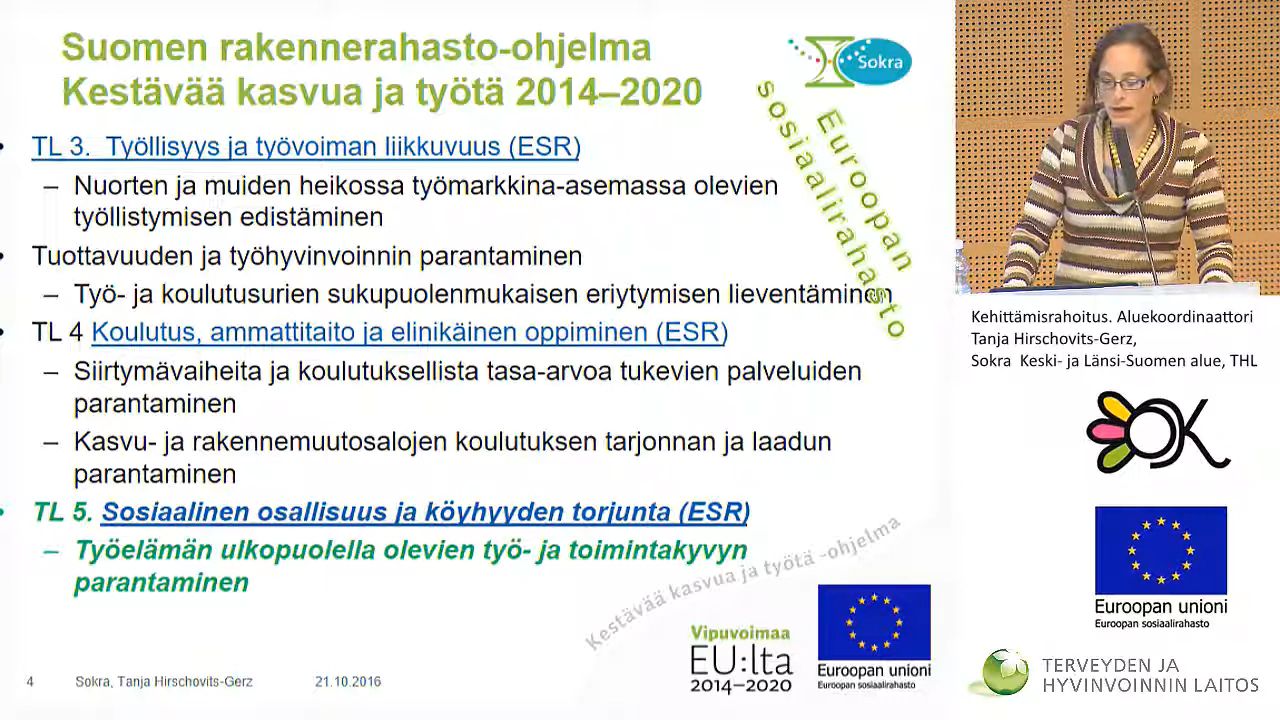 Suomen rakennerahasto-ohjelma
Kestävää kasvua ja työtä 2014–2020
Sokra
Euroopan
sosiaalirahasto
• TL 3. Työllisyys ja työvoiman liikkuvuus (ESR)
– Nuorten ja muiden heikossa työmarkkina-asemassa olevien
työllistymisen edistäminen
• Tuottavuuden ja työhyvinvoinnin parantaminen
– Työ- ja koulutusurien sukupuolenmukaisen eriytymisen lieventäminen
• TL 4 Koulutus, ammattitaito ja elinikäinen oppiminen (ESR)
– Siirtymävaiheita ja koulutuksellista tasa-arvoa tukevien palveluiden
parantaminen
– Kasvu- ja rakennemuutosalojen koulutuksen tarjonnan ja laadun
parantaminen
• TL 5. Sosiaalinen osallisuus ja köyhyyden torjunta (ESR)
– Työelämän ulkopuolella olevien työ- ja toimintakyvyn
parantaminen
Kestävää kasvua ja työtä -ohjelma
Vipuvoimaa
EU:lta
2014–2020
Euroopan unioni
Euroopan sosiaalirahasto
4 Sokra, Tanja Hirschovits-Gerz 21.10.2016
Kehittämisrahoitus. Aluekoordinaattori
Tanja Hirschovits-Gerz,
Sokra Keski- ja Länsi-Suomen alue, THL
OK
Euroopan unioni
Euroopan sosiaalirahasto
TERVEYDEN JA
HYVINVOINNIN LAITOS